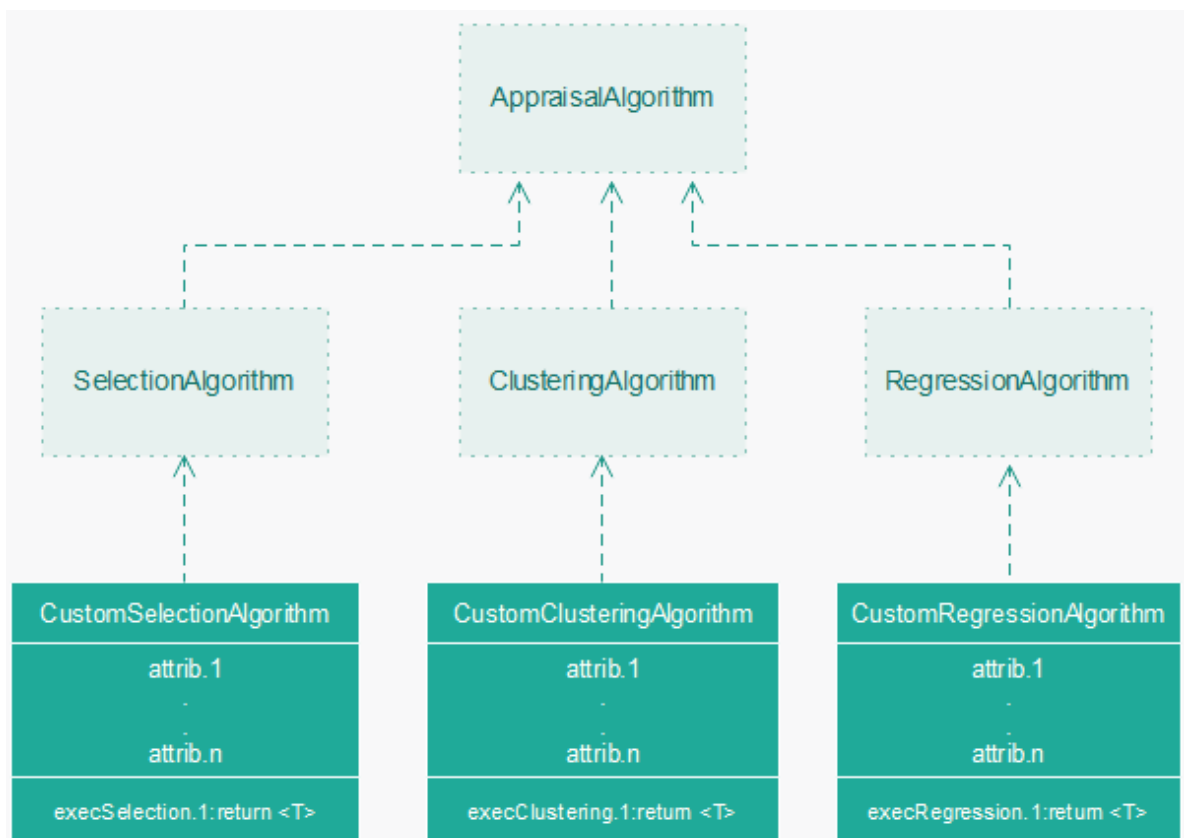 AppraisalAlgorithm
SelectionAlgorithm
ClusteringAlgorithm
RegressionAlgorithm
CustomSelectionAlgorithm
attrib.1
.
.
attrib.n
execSelection.1:return <T>
CustomClusteringAlgorithm
attrib.1
.
.
attrib.n
execClustering.1:return <T>
CustomRegressionAlgorithm
attrib.1
.
.
attrib.n
execRegression.1:return <T>